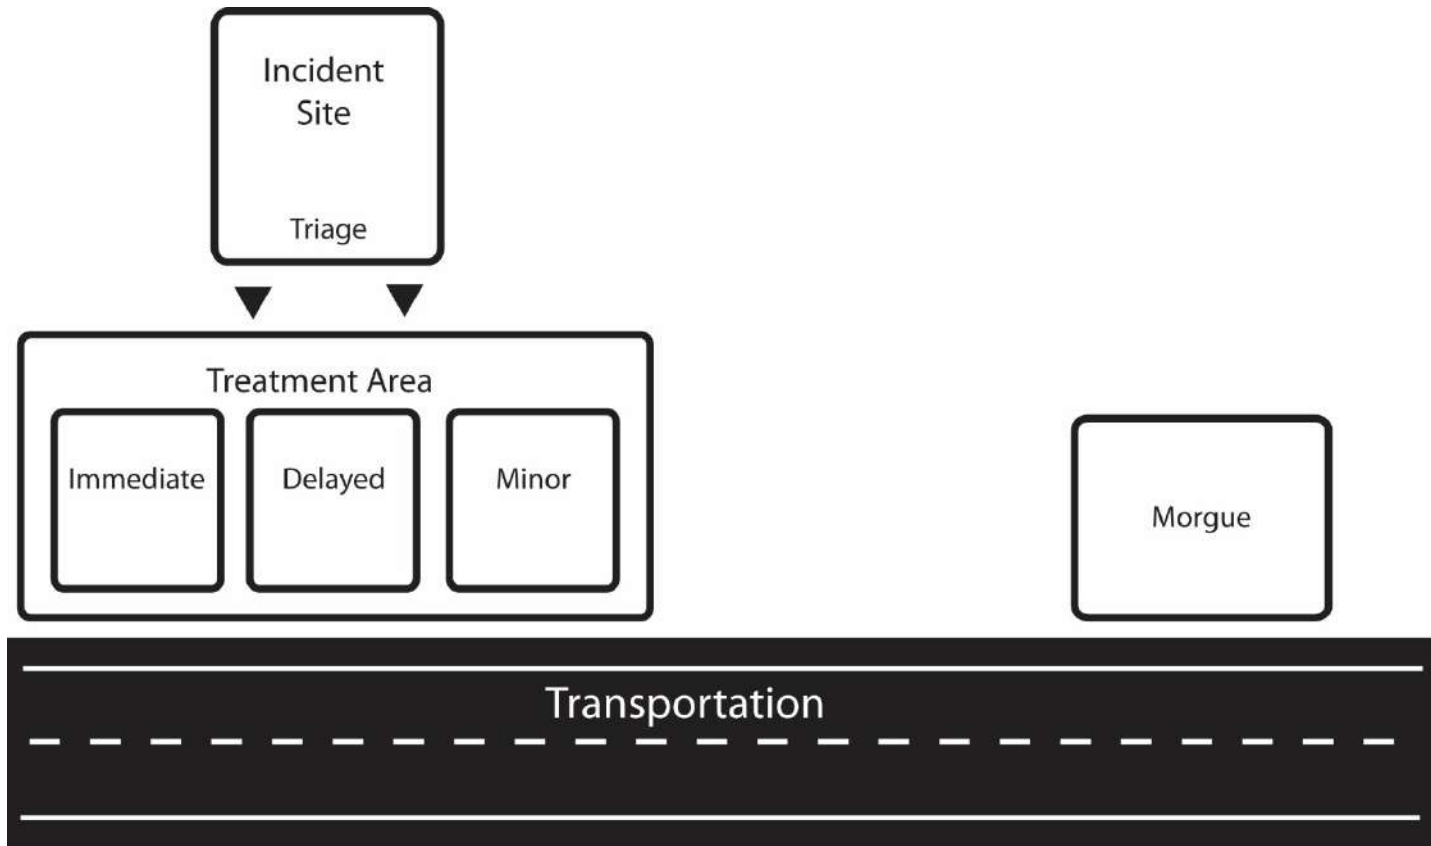 Incident
Site
Triage
Treatment Area
Immediate
Delayed
Minor
Morgue
Transportation